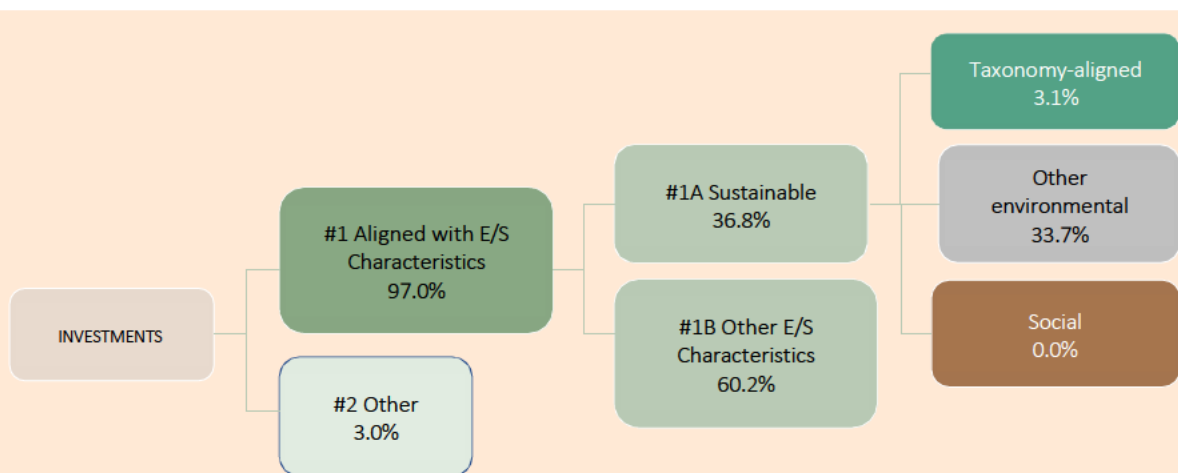 INVESTMENTS
#1 Aligned with E/S
Characteristics
97.0%
#2 Other
3.0%
#1A Sustainable
36.8%
#1B Other E/S
Characteristics
60.2%
Taxonomy-aligned
3.1%
Other
environmental
33.7%
Social
0.0%